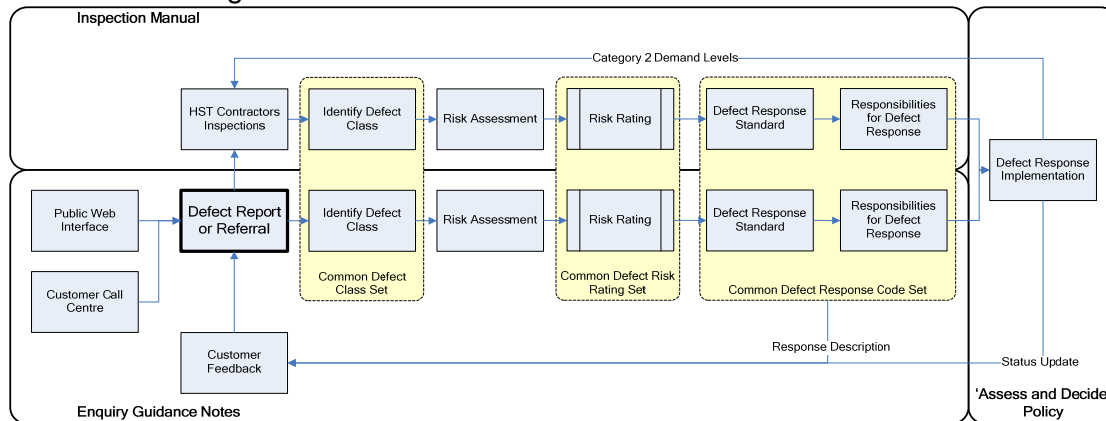 Inspection Manual
Category 2 Demand Levels
HST Contractors
Inspections
Identify Defect
Class
Risk Assessment
Risk Rating
Defect Response
Standard
Responsibilities
for Defect
Response
Defect Response
Implementation
Public Web
Interface
Defect Report
or Referral
Identify Defect
Class
Risk Assessment
Risk Rating
Defect Response
Standard
Responsibilities
for Defect
Response
Customer Call
Centre
Common Defect
Class Set
Common Defect Risk
Rating Set
Common Defect Response Code Set
Customer
Feedback
Response Description
Status Update
Enquiry Guidance Notes
‘Assess and Decide
Policy